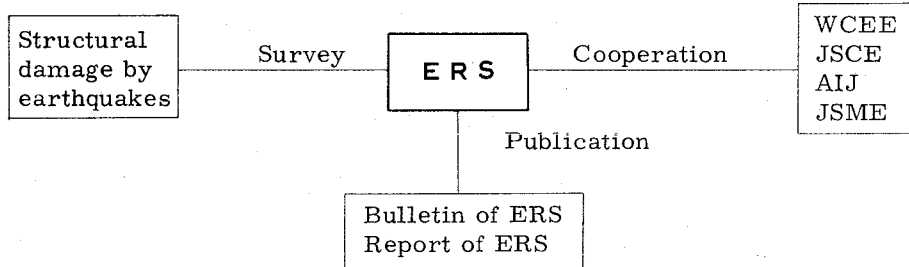 Structural
damage by
earthquakes
Survey
E R S
Cooperation
WCEE
JSCE
AIJ
JSME
Publication
Bulletin of ERS
Report of ERS